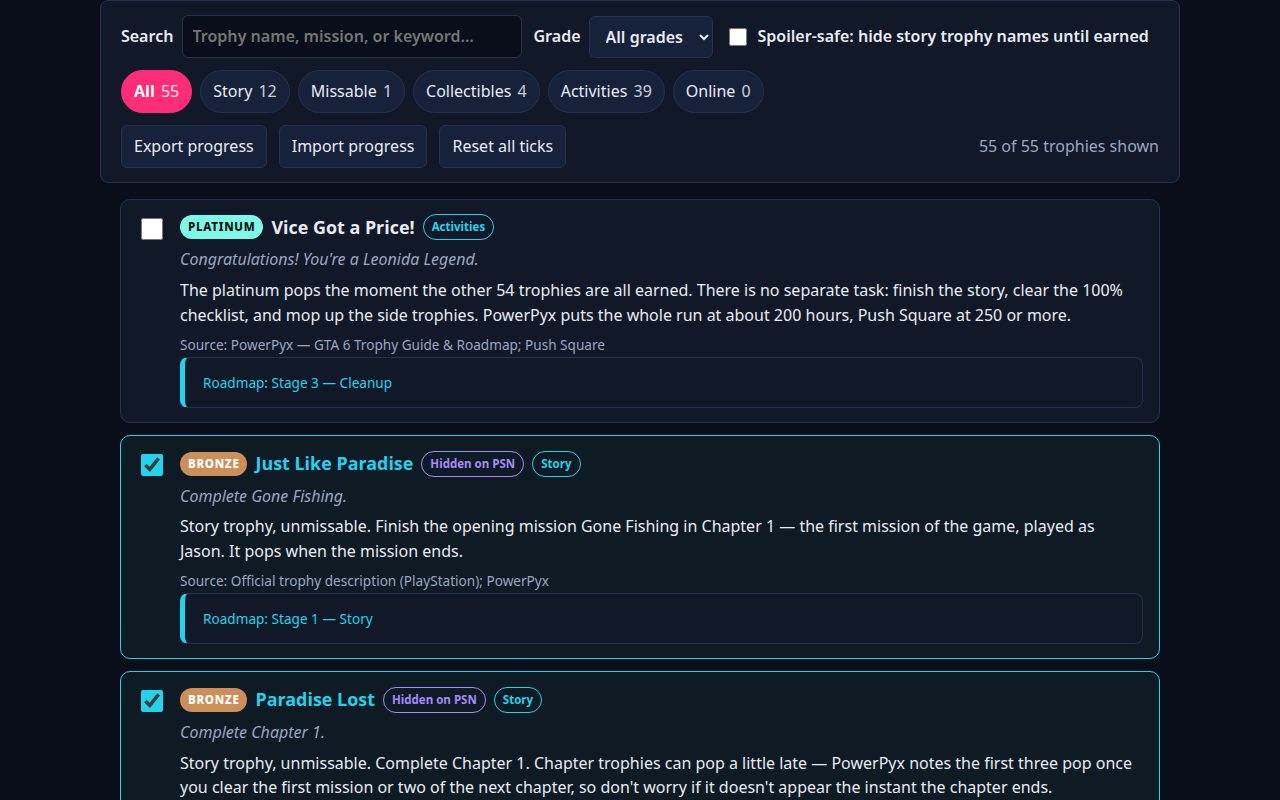 Search Trophy name, mission, or keyword... Grade All grades Spoiler-safe: hide story trophy names until earned
All 55 Story 12 Missable 1 Collectibles 4 Activities 39 Online 0
Export progress Import progress Reset all ticks 55 of 55 trophies shown
PLATINUM Vice Got a Price! Activities
Congratulations! You're a Leonida Legend.
The platinum pops the moment the other 54 trophies are all earned. There is no separate task: finish the story, clear the 100%
checklist, and mop up the side trophies. PowerPyx puts the whole run at about 200 hours, Push Square at 250 or more.
Source: PowerPyx — GTA 6 Trophy Guide & Roadmap; Push Square
Roadmap: Stage 3 — Cleanup
BRONZE Just Like Paradise Hidden on PSN Story
Complete Gone Fishing.
Story trophy, unmissable. Finish the opening mission Gone Fishing in Chapter 1 — the first mission of the game, played as
Jason. It pops when the mission ends.
Source: Official trophy description (PlayStation); PowerPyx
Roadmap: Stage 1 — Story
BRONZE Paradise Lost Hidden on PSN Story
Complete Chapter 1.
Story trophy, unmissable. Complete Chapter 1. Chapter trophies can pop a little late — PowerPyx notes the first three pop once
you clear the first mission or two of the next chapter, so don't worry if it doesn't appear the instant the chapter ends.